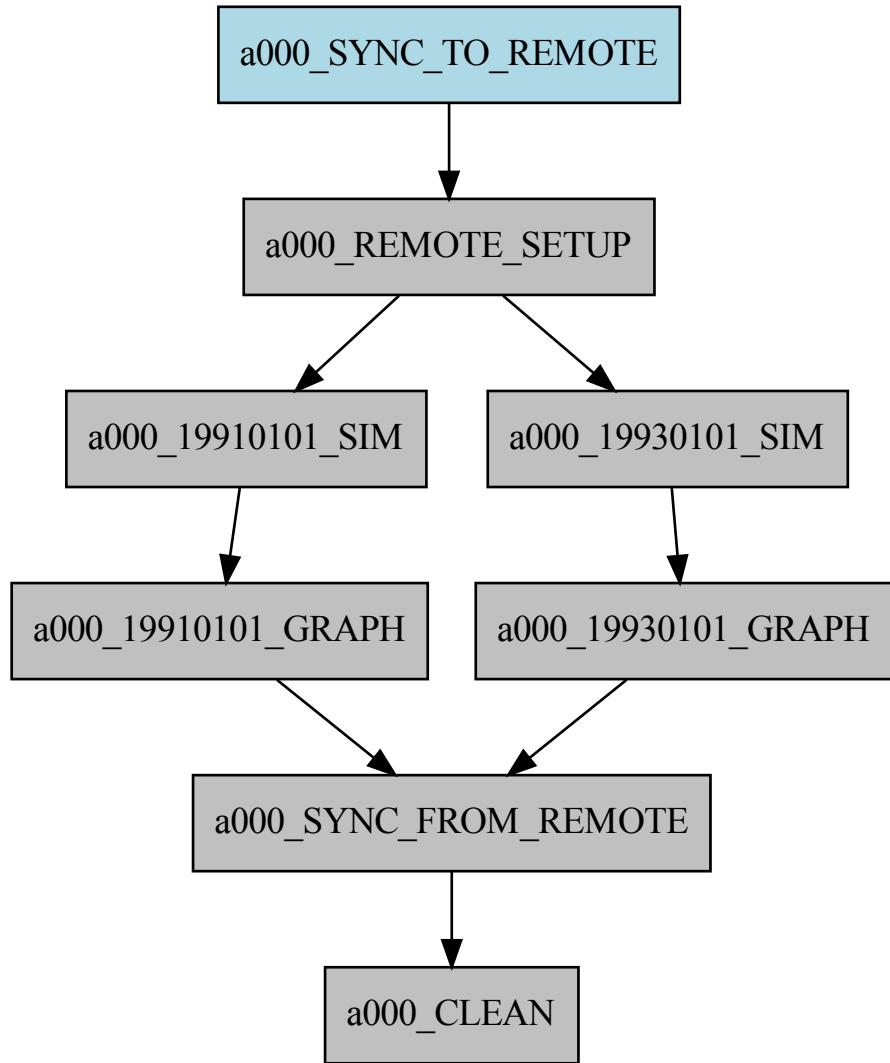 a000_SYNC_TO_REMOTE
a000_REMOTE_SETUP
a000_19910101_SIM
a000_19930101_SIM
a000_19910101_GRAPH
a000_19930101_GRAPH
a000_SYNC_FROM_REMOTE
a000_CLEAN